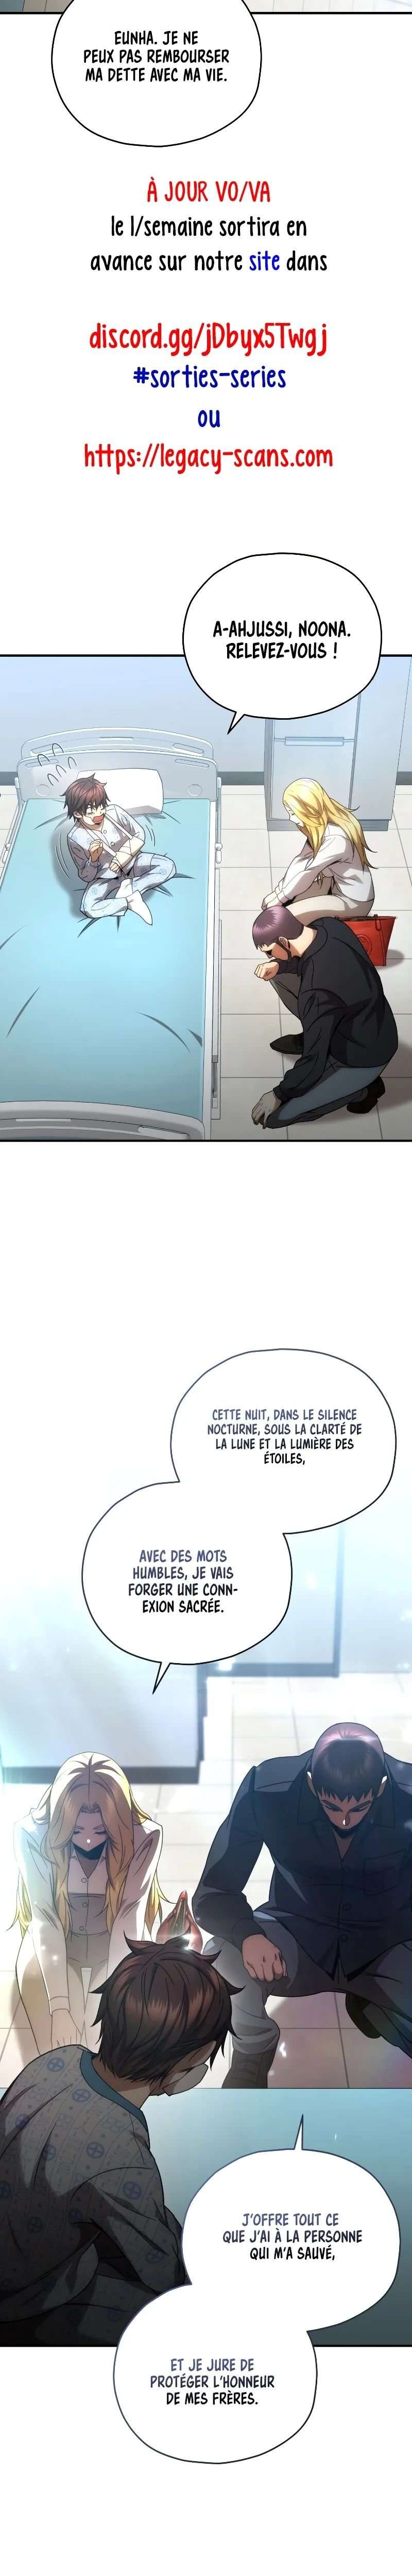 EUNHA. JE NE
PEUX PAS REMBOURSER
MA DETTE AVEC MA VIE.
À JOUR VO/VA
le 1/semaine sortira en
avance sur notre site dans
discord.gg/jDbyx5Twgj
#sorties-series
ou
https://legacy-scans.com
A-AHJUSSI, NOONA.
RELEVEZ-VOUS !
CETTE NUIT, DANS LE SILENCE
NOCTURNE, SOUS LA CLARTÉ DE
LA LUNE ET LA LUMIÈRE DES
ÉTOILES,
AVEC DES MOTS
HUMBLES, JE VAIS
FORGER UNE CONN-
EXION SACRÉE.
J'OFFRE TOUT CE
QUE J'AI À LA PERSONNE
QUI M'A SAUVÉ,
ET JE JURE DE
PROTÉGER L'HONNEUR
DE MES FRÈRES.